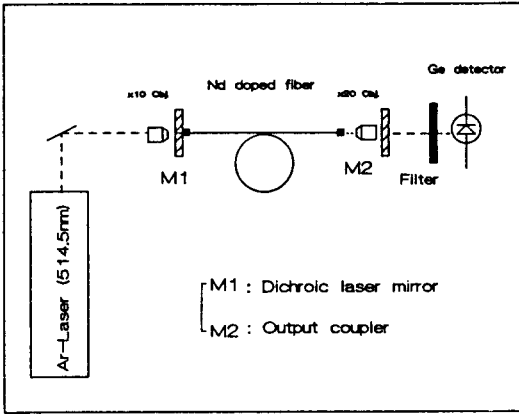 Ge detector
Nd doped fiber
x10 Obj.
x20 Obj.
M1
M2
Filter
Ar-Laser (514.5nm)
M1 : Dichroic laser mirror
M2 : Output coupler